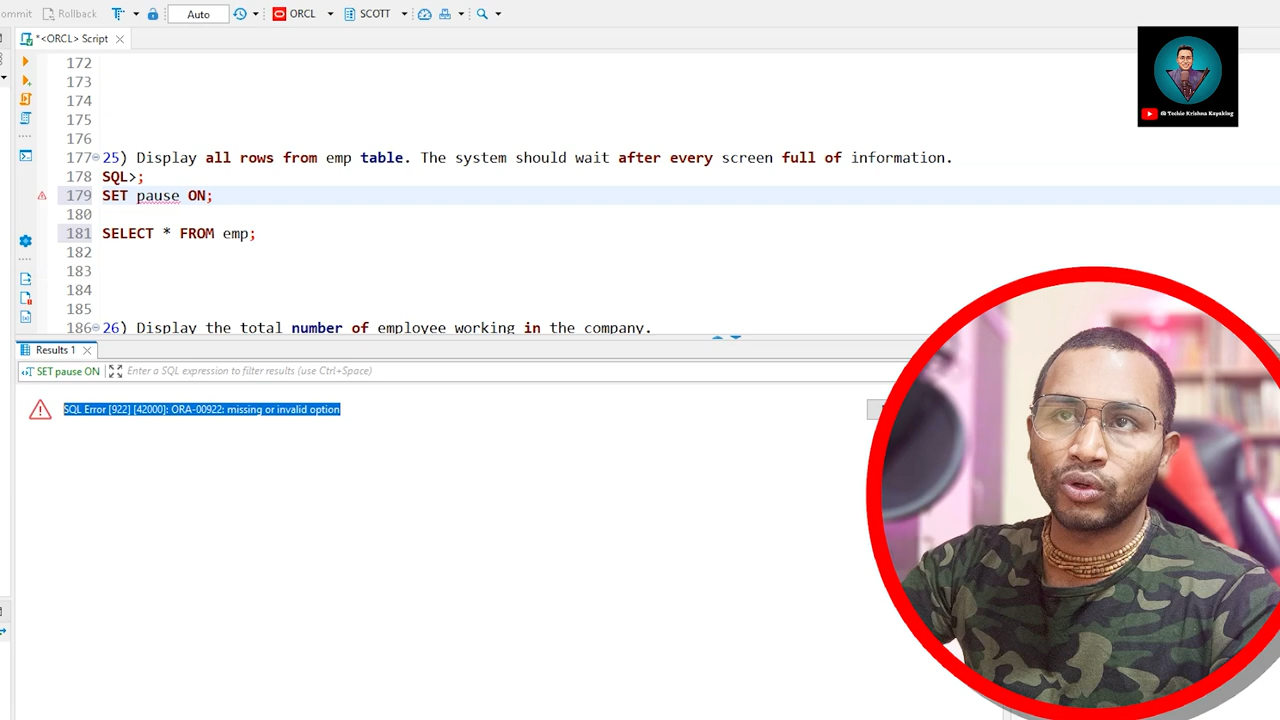 ommit Rollback T Auto ORCL SCOTT
*<ORCL> Script
@ Techie Krishna Kayaking
172
173
174
175
176
177 25) Display all rows from emp table. The system should wait after every screen full of information.
178 SQL>;
179 SET pause ON;
180
181 SELECT * FROM emp;
182
183
184
185
186 26) Display the total number of employee working in the company.
Results 1
SET pause ON Enter a SQL expression to filter results (use Ctrl+Space)
SQL Error [922] [42000]: ORA-00922: missing or invalid option